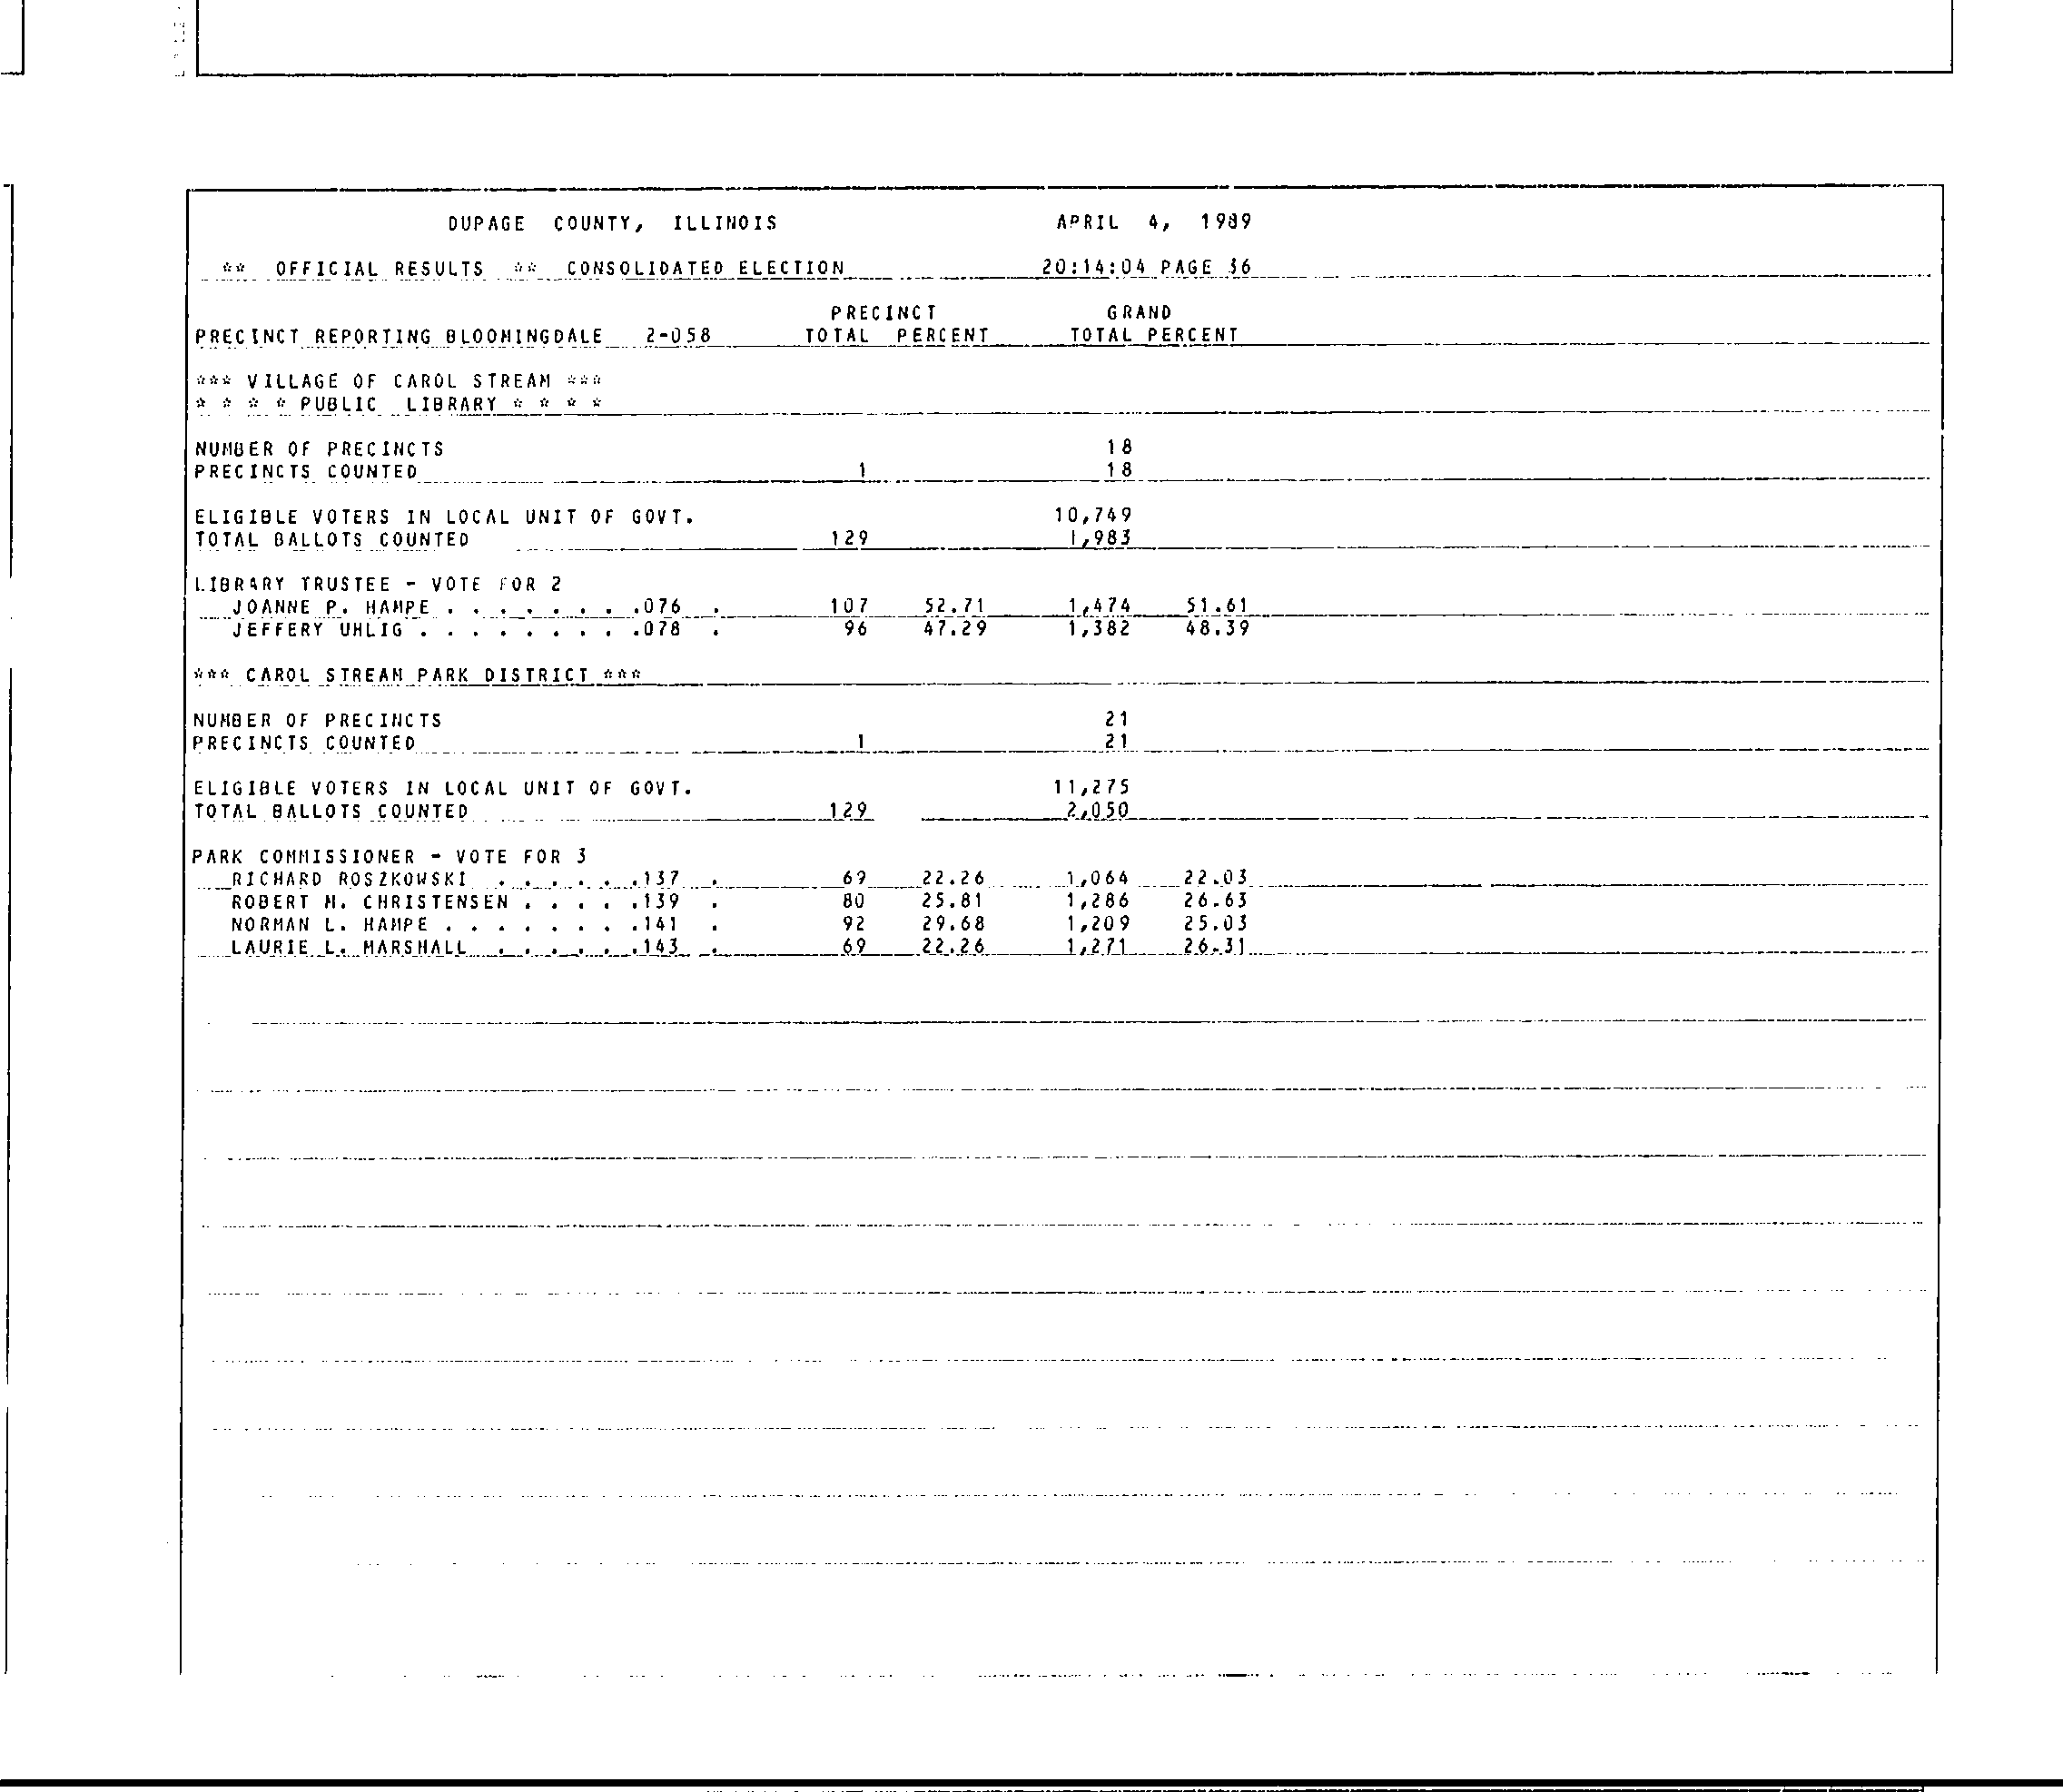 DUPAGE COUNTY, ILLINOIS APRIL 4, 1989
** OFFICIAL RESULTS ** CONSOLIDATED ELECTION 20:14:04 PAGE 36
PRECINCT GRAND
PRECINCT REPORTING BLOOMINGDALE 2-058 TOTAL PERCENT TOTAL PERCENT
*** VILLAGE OF CAROL STREAM ***
* * * * PUBLIC LIBRARY * * * *
NUMBER OF PRECINCTS 18
PRECINCTS COUNTED 1 18
ELIGIBLE VOTERS IN LOCAL UNIT OF GOVT. 10,749
TOTAL BALLOTS COUNTED 129 1,983
LIBRARY TRUSTEE - VOTE FOR 2
JOANNE P. HAMPE . . . . . . . .076 . 107 52.71 1,474 51.61
JEFFERY UHLIG . . . . . . . . .078 . 96 47.29 1,382 48.39
*** CAROL STREAM PARK DISTRICT ***
NUMBER OF PRECINCTS 21
PRECINCTS COUNTED 1 21
ELIGIBLE VOTERS IN LOCAL UNIT OF GOVT. 11,275
TOTAL BALLOTS COUNTED 129 2,050
PARK COMMISSIONER - VOTE FOR 3
RICHARD ROSZKOWSKI . . . . . .137 . 69 22.26 1,064 22.03
ROBERT M. CHRISTENSEN . . . . .139 . 80 25.81 1,286 26.63
NORMAN L. HAMPE . . . . . . . .141 . 92 29.68 1,209 25.03
LAURIE L. MARSHALL . . . . . .143 . 69 22.26 1,271 26.31